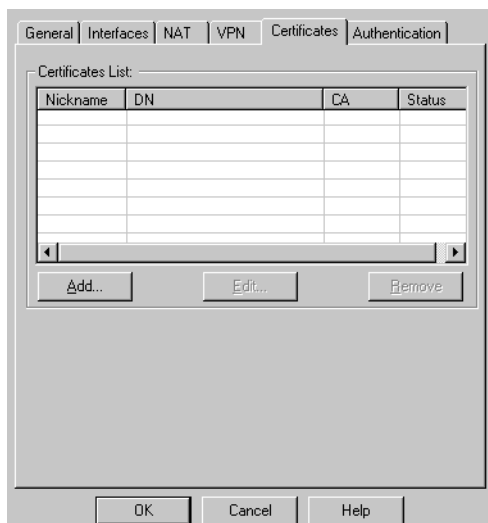 General Interfaces NAT VPN Certificates Authentication
Certificates List:
Nickname DN CA Status
Add... Edit... Remove
OK Cancel Help